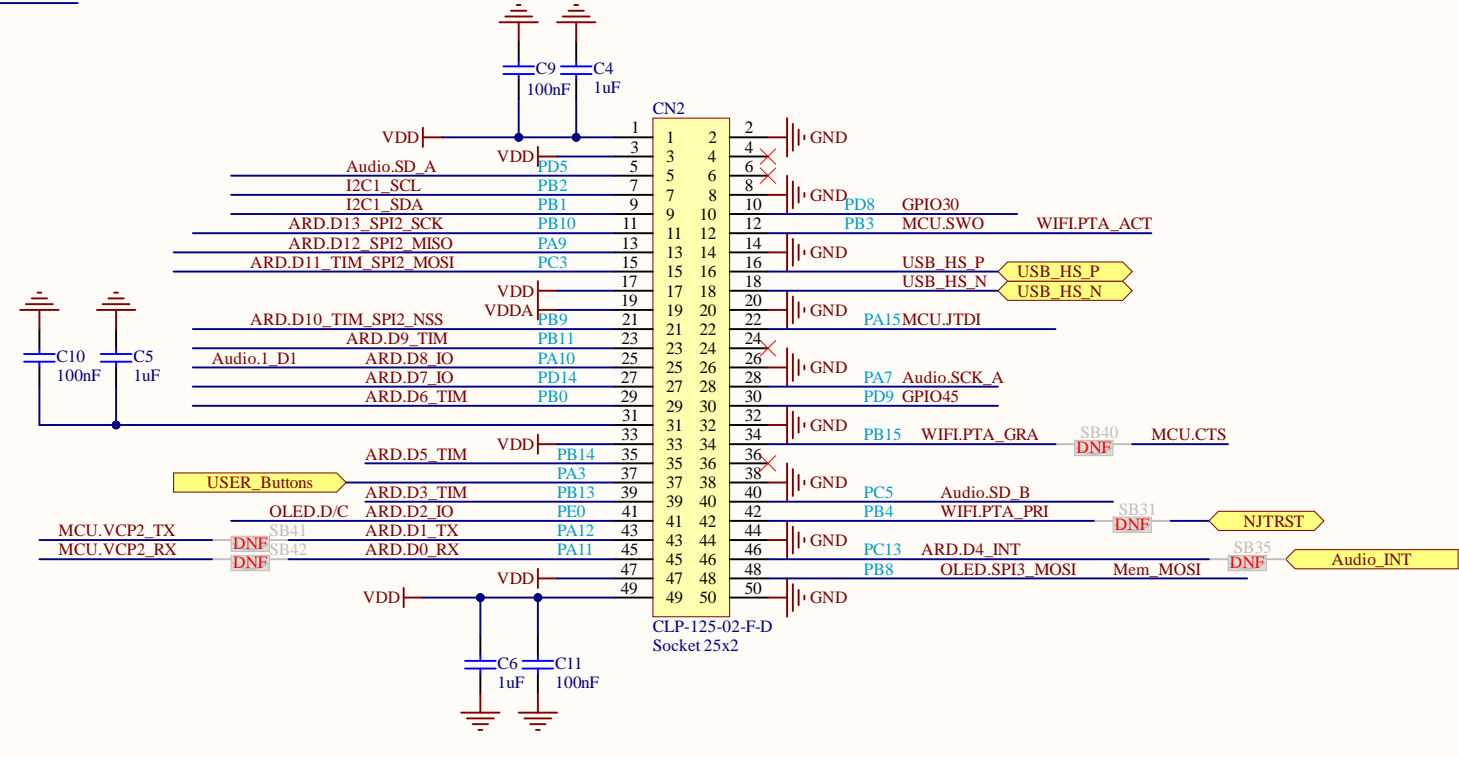 C9 C4
100nF 1uF
CN2
VDD 1 1 2 2 GND
VDD 3 3 4 4
Audio.SD_A PD5 5 5 6 6
I2C1_SCL PB2 7 7 8 8 GND
I2C1_SDA PB1 9 9 10 10 PD8 GPIO30
ARD.D13_SPI2_SCK PB10 11 11 12 12 PB3 MCU.SWO WIFI.PTA_ACT
ARD.D12_SPI2_MISO PA9 13 13 14 14 GND
ARD.D11_TIM_SPI2_MOSI PC3 15 15 16 16 USB_HS_P USB_HS_P
VDD 17 17 18 18 USB_HS_N USB_HS_N
VDDA 19 19 20 20 GND
ARD.D10_TIM_SPI2_NSS PB9 21 21 22 22 PA15 MCU.JTDI
ARD.D9_TIM PB11 23 23 24 24
C10 C5 Audio.1_D1 ARD.D8_IO PA10 25 25 26 26 GND
100nF 1uF ARD.D7_IO PD14 27 27 28 28 PA7 Audio.SCK_A
ARD.D6_TIM PB0 29 29 30 30 PD9 GPIO45
31 31 32 32 GND
VDD 33 33 34 34 PB15 WIFI.PTA_GRA SB40 DNF MCU.CTS
ARD.D5_TIM PB14 35 35 36 36
USER_Buttons PA3 37 37 38 38 GND
ARD.D3_TIM PB13 39 39 40 40 PC5 Audio.SD_B
OLED.D/C ARD.D2_IO PE0 41 41 42 42 PB4 WIFI.PTA_PRI SB31 DNF NJTRST
MCU.VCP2_TX SB41 DNF ARD.D1_TX PA12 43 43 44 44 GND
MCU.VCP2_RX SB42 DNF ARD.D0_RX PA11 45 45 46 46 PC13 ARD.D4_INT SB35 DNF Audio_INT
VDD 47 47 48 48 PB8 OLED.SPI3_MOSI Mem_MOSI
VDD 49 49 50 50 GND
CLP-125-02-F-D
Socket 25x2
C6 C11
1uF 100nF